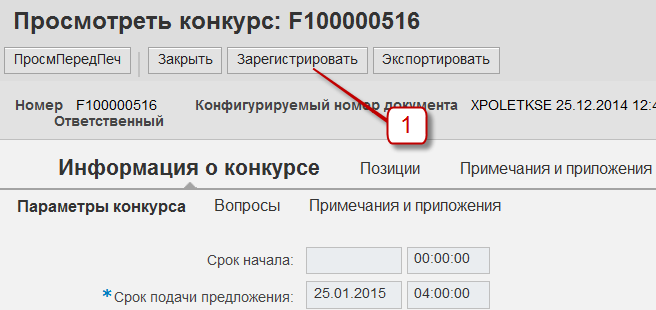 Просмотреть конкурс: F100000516
ПросмПередПеч Закрыть Зарегистрировать Экспортировать
Номер F100000516 Конфигурируемый номер документа XPOLETKSE 25.12.2014 12:4
Ответственный
1
Информация о конкурсе Позиции Примечания и приложения
Параметры конкурса Вопросы Примечания и приложения
Срок начала: 00:00:00
* Срок подачи предложения: 25.01.2015 04:00:00